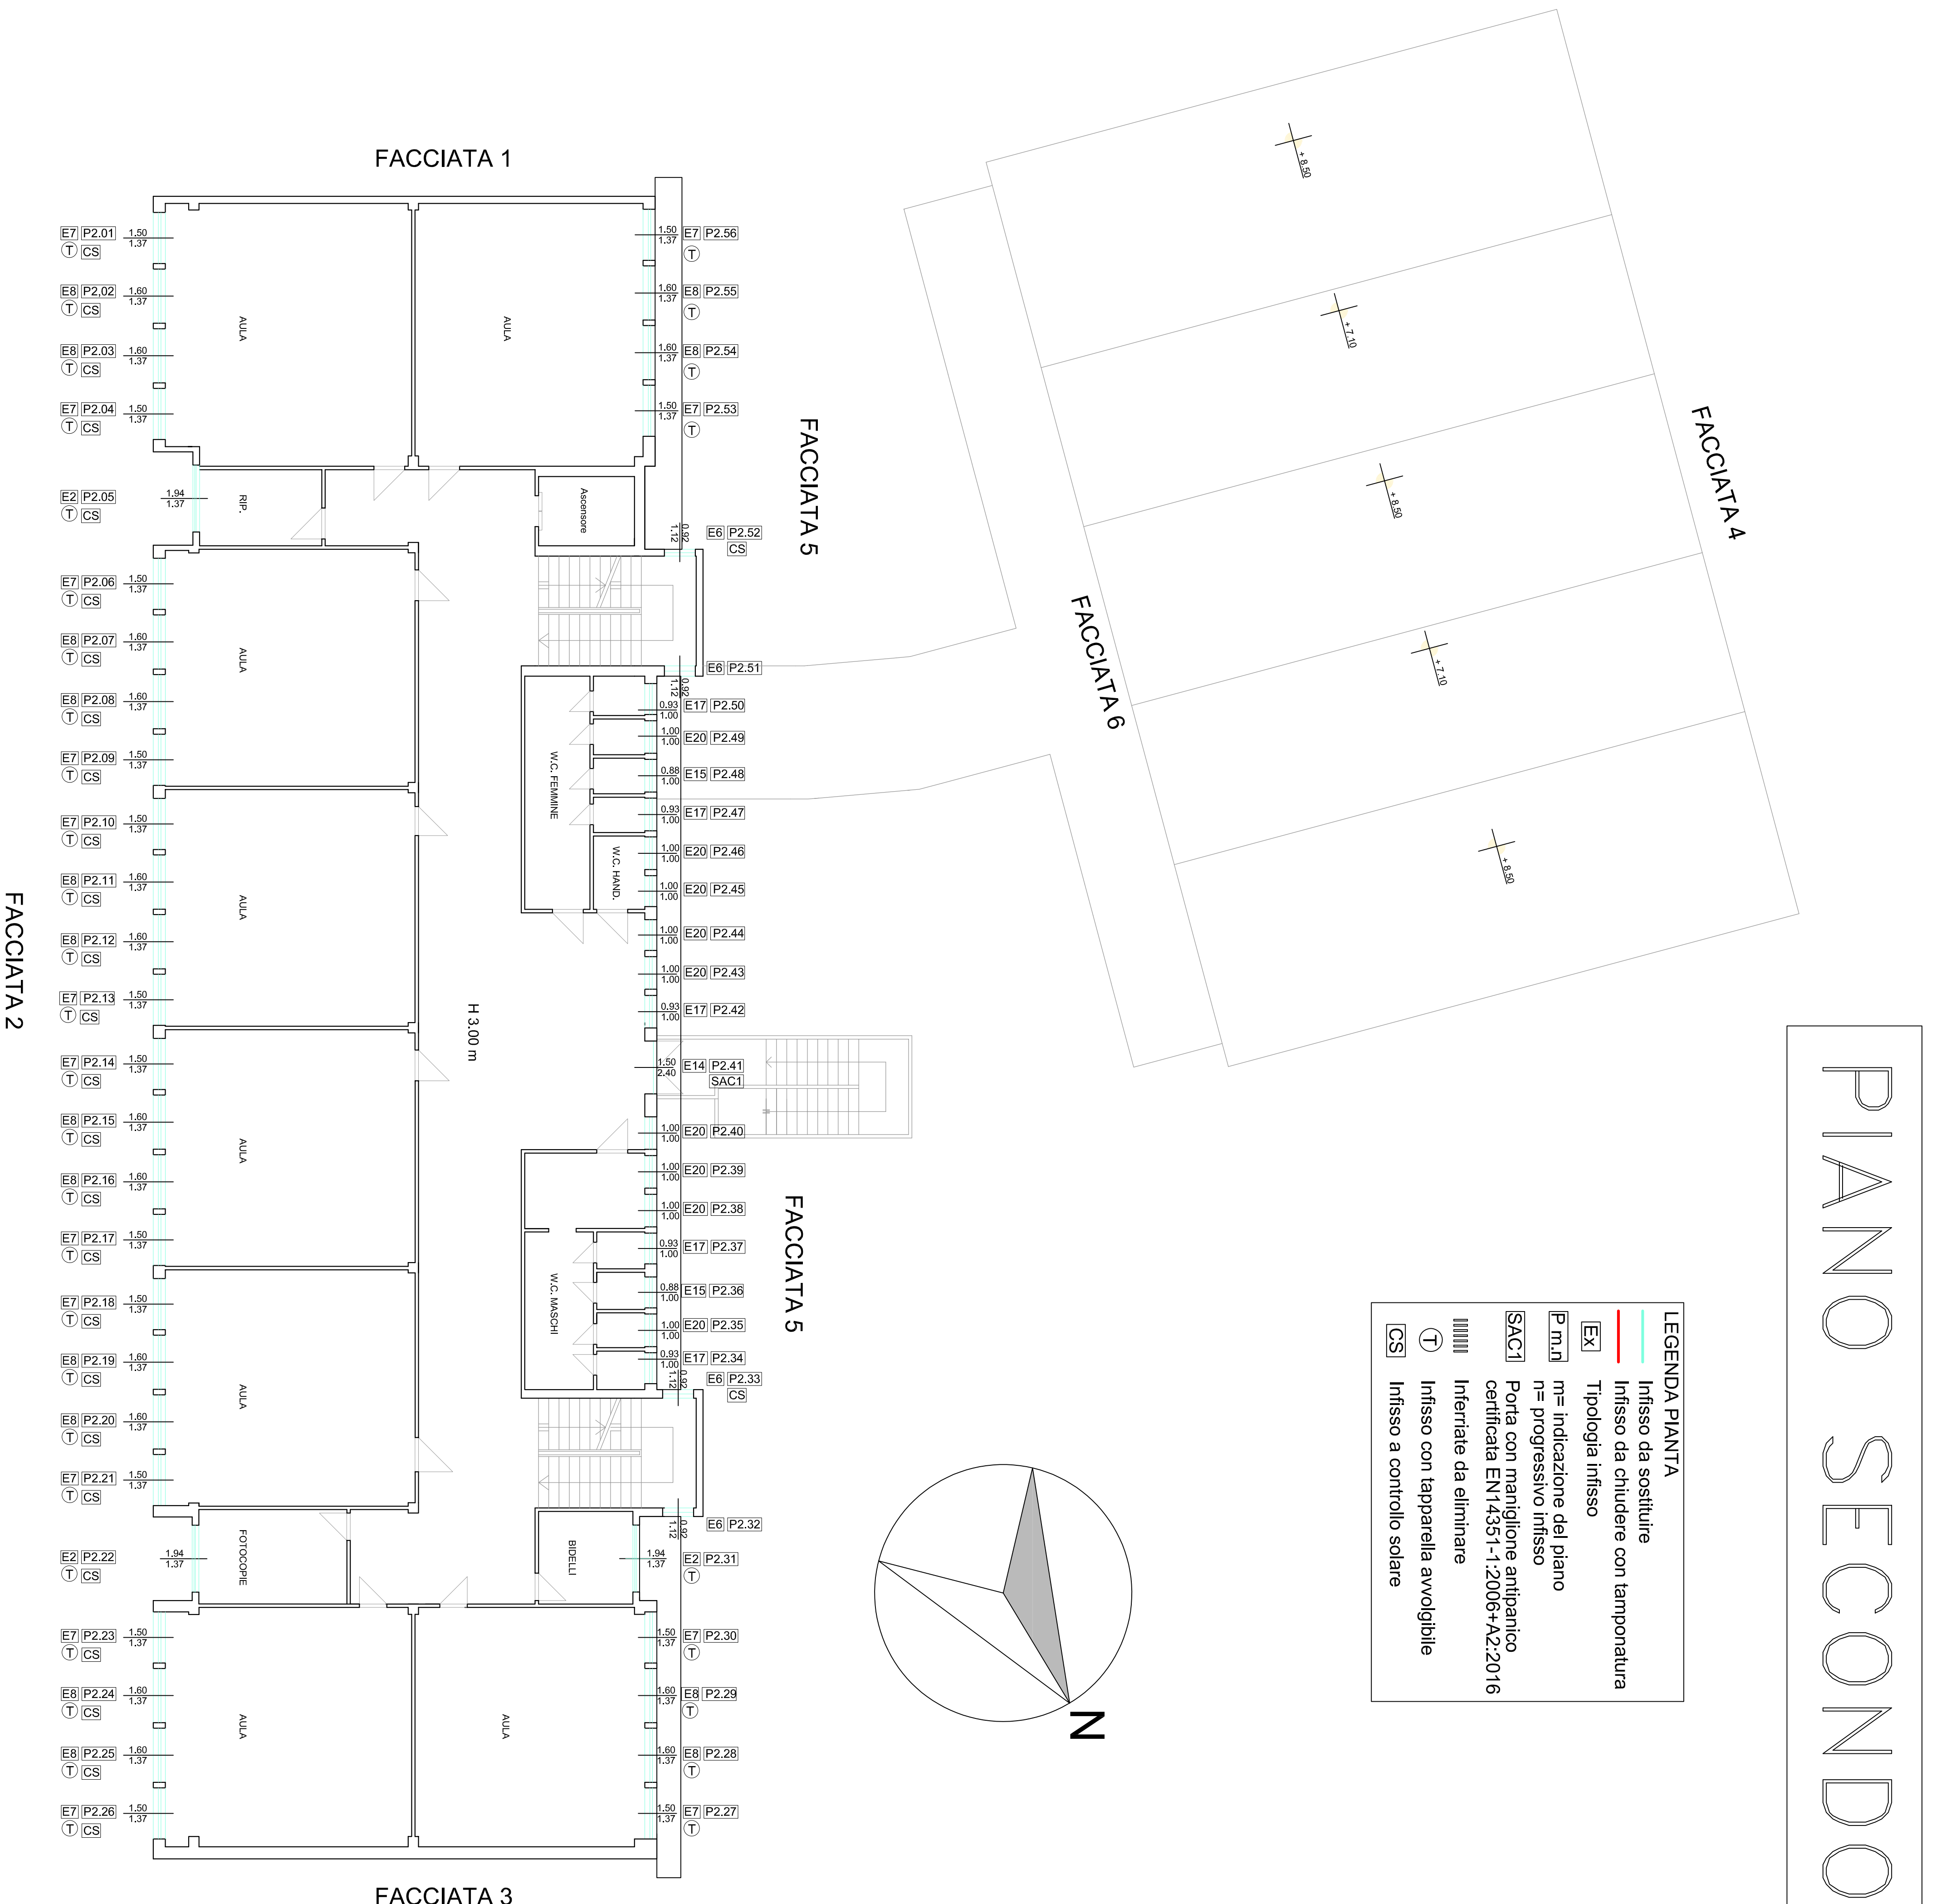 PIANO SECONDO
LEGENDA PIANTA
Infisso da sostituire
Infisso da chiudere con tamponatura
Ex Tipologia infisso
P m.n m= indicazione del piano
n= progressivo infisso
SAC1 Porta con maniglione antipanico
certificata EN14351-1:2006+A2:2016
Inferriate da eliminare
T Infisso con tapparella avvolgibile
CS Infisso a controllo solare
N
FACCIATA 1
FACCIATA 2
FACCIATA 3
FACCIATA 4
FACCIATA 5
FACCIATA 5
FACCIATA 6
+ 8.50
+ 7.10
+ 8.50
+ 7.10
+ 8.50
E7 P2.01 1.50
T CS 1.37
E8 P2,02 1.60
T CS 1.37
E8 P2.03 1.60
T CS 1.37
E7 P2.04 1.50
T CS 1.37
E2 P2.05 1.94
T CS 1.37
E7 P2.06 1.50
T CS 1.37
E8 P2.07 1.60
T CS 1.37
E8 P2.08 1.60
T CS 1.37
E7 P2.09 1.50
T CS 1.37
E7 P2.10 1.50
T CS 1.37
E8 P2.11 1.60
T CS 1.37
E8 P2.12 1.60
T CS 1.37
E7 P2.13 1.50
T CS 1.37
E7 P2.14 1.50
T CS 1.37
E8 P2.15 1.60
T CS 1.37
E8 P2.16 1.60
T CS 1.37
E7 P2.17 1.50
T CS 1.37
E7 P2.18 1.50
T CS 1.37
E8 P2.19 1.60
T CS 1.37
E8 P2.20 1.60
T CS 1.37
E7 P2.21 1.50
T CS 1.37
E2 P2.22 1.94
T CS 1.37
E7 P2.23 1.50
T CS 1.37
E8 P2.24 1.60
T CS 1.37
E8 P2.25 1.60
T CS 1.37
E7 P2.26 1.50
T CS 1.37
AULA
AULA
RIP.
Ascensore
AULA
W.C. FEMMINE
W.C. HAND.
AULA
H 3.00 m
AULA
W.C. MASCHI
AULA
FOTOCOPIE
BIDELLI
AULA
AULA
1.50 E7 P2.56
1.37 T
1.60 E8 P2.55
1.37 T
1.60 E8 P2.54
1.37 T
1.50 E7 P2.53
1.37 T
0.92 E6 P2.52
1.12 CS
E6 P2.51
0.92
1.12
0.93 E17 P2.50
1.00
1.00 E20 P2.49
1.00
0.88 E15 P2.48
1.00
0.93 E17 P2.47
1.00
1.00 E20 P2.46
1.00
1.00 E20 P2.45
1.00
1.00 E20 P2.44
1.00
1.00 E20 P2.43
1.00
0.93 E17 P2.42
1.00
1.50 E14 P2.41
2.40 SAC1
1.00 E20 P2.40
1.00
1.00 E20 P2.39
1.00
1.00 E20 P2.38
1.00
0.93 E17 P2.37
1.00
0.88 E15 P2.36
1.00
1.00 E20 P2.35
1.00
0.93 E17 P2.34
1.00
0.92 E6 P2.33
1.12 CS
0.92 E6 P2.32
1.12
1.94 E2 P2.31
1.37 T
1.50 E7 P2.30
1.37 T
1.60 E8 P2.29
1.37 T
1.60 E8 P2.28
1.37 T
1.50 E7 P2.27
1.37 T